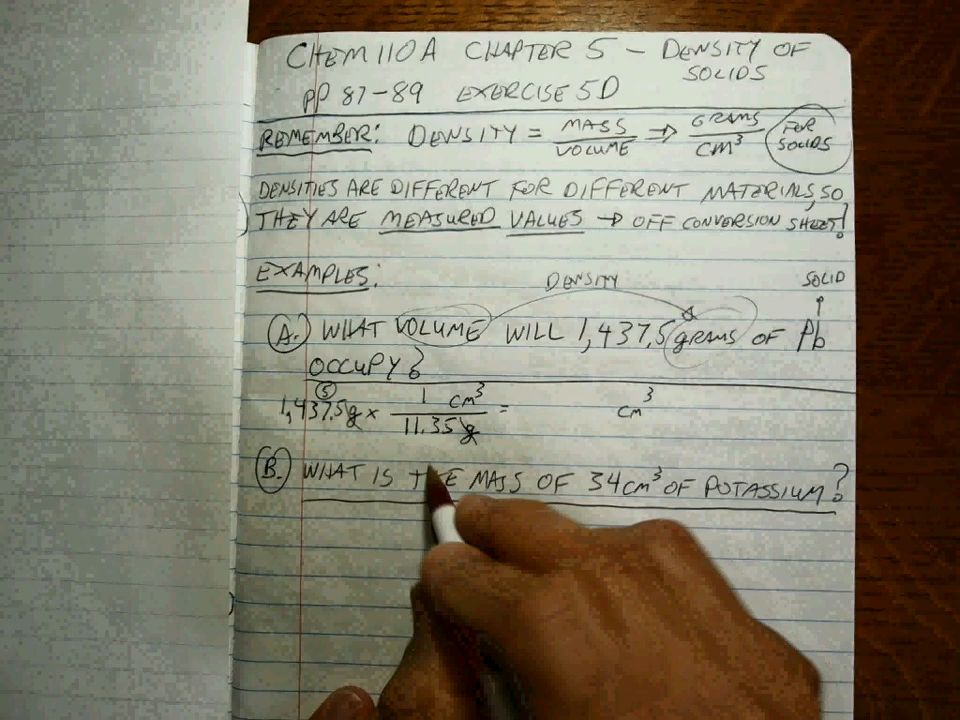 CHEM 110A CHAPTER 5 – DENSITY OF SOLIDS
PP 87-89 EXERCISE 5D
REMEMBER: DENSITY = MASS / VOLUME ⇒ GRAMS / CM³ FOR SOLIDS
DENSITIES ARE DIFFERENT FOR DIFFERENT MATERIALS, SO
THEY ARE MEASURED VALUES → OFF CONVERSION SHEET!
EXAMPLES:
DENSITY
SOLID
A. WHAT VOLUME WILL 1,437.5 GRAMS OF Pb
OCCUPY?
5
1,437.5g × 1 cm³ / 11.35 g = cm³
B. WHAT IS THE MASS OF 34 cm³ OF POTASSIUM?